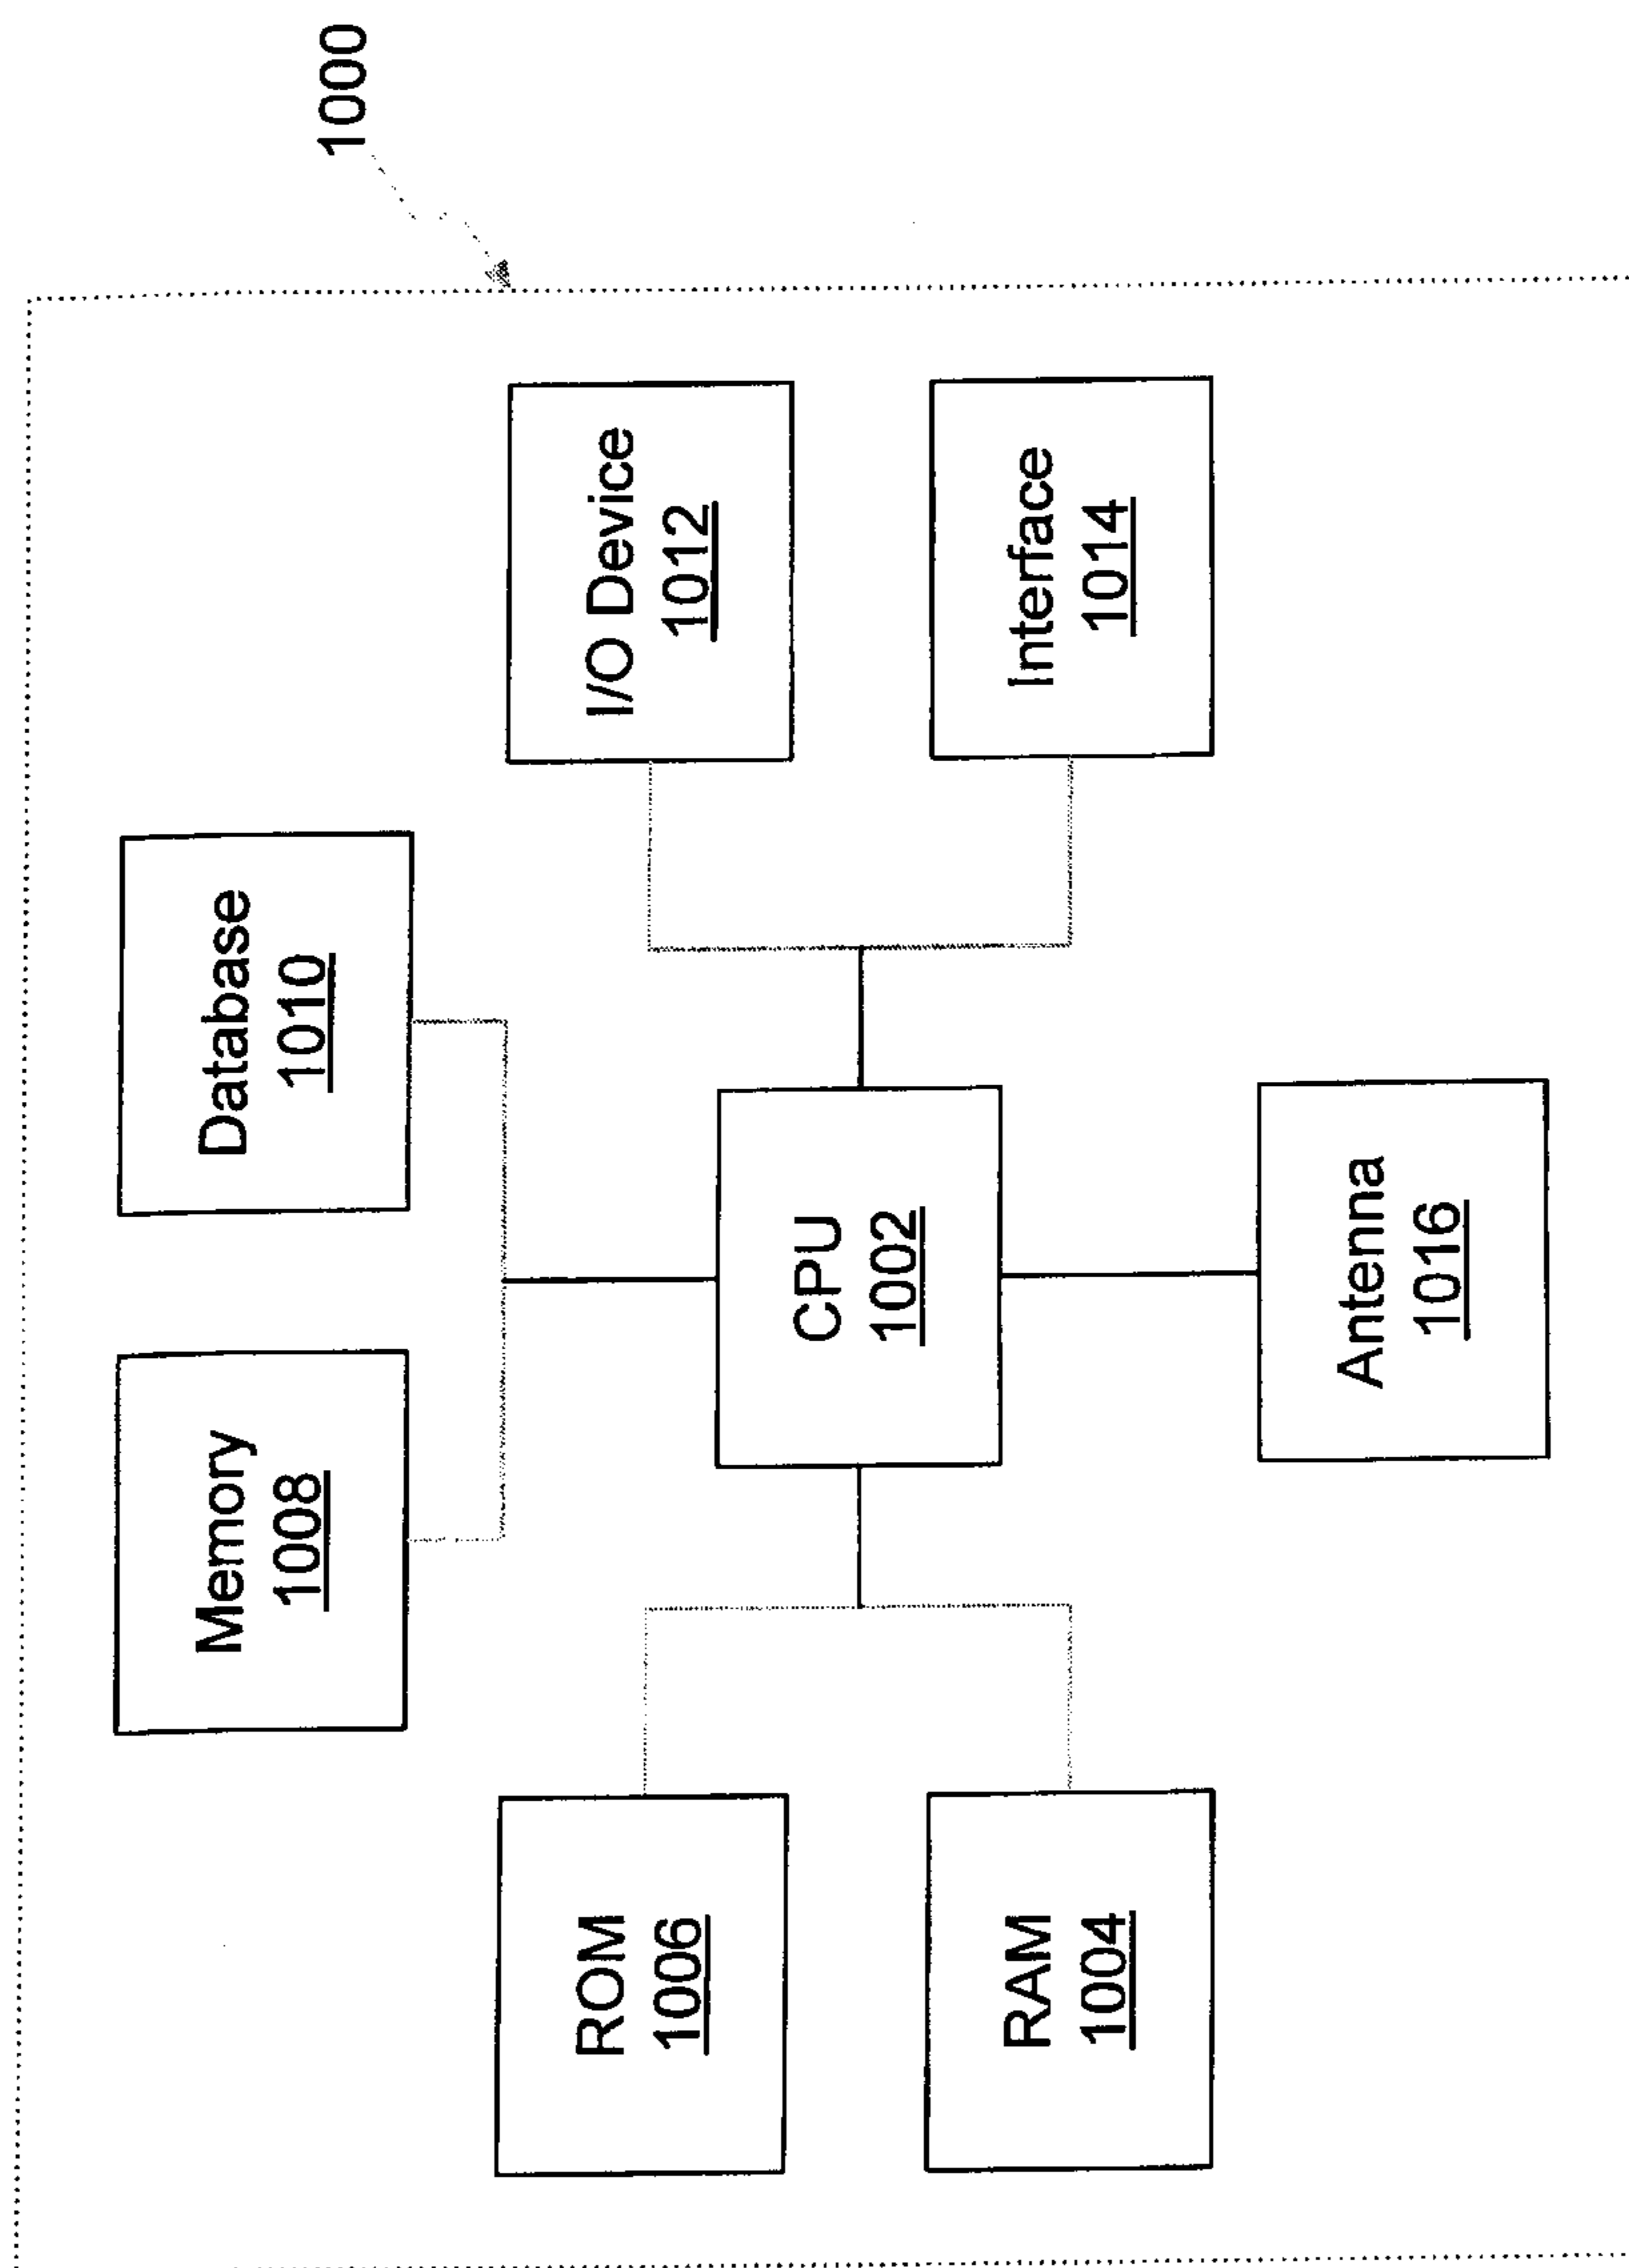 1000
Memory
1008
Database
1010
ROM
1006
I/O Device
1012
CPU
1002
RAM
1004
Interface
1014
Antenna
1016